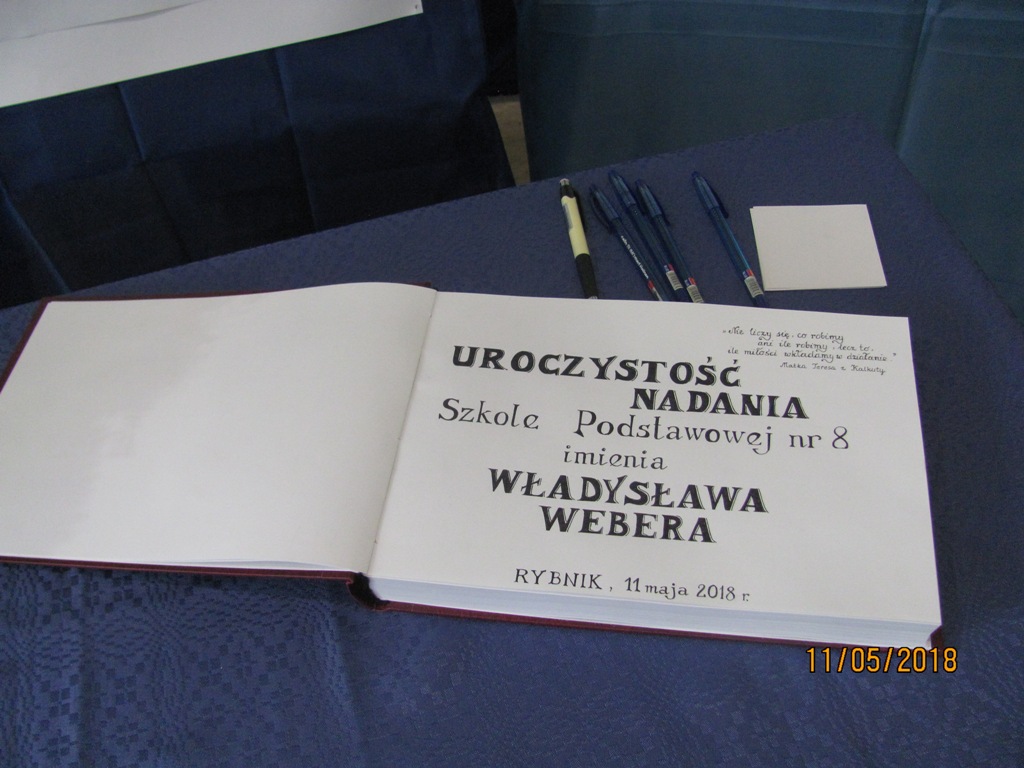 „Nie liczy się, co robimy
ani ile robimy, lecz to,
ile miłości wkładamy w działanie."
Matka Teresa z Kalkuty
UROCZYSTOŚĆ
NADANIA
Szkole Podstawowej nr 8
imienia
WŁADYSŁAWA
WEBERA
RYBNIK, 11 maja 2018 r.
11/05/2018